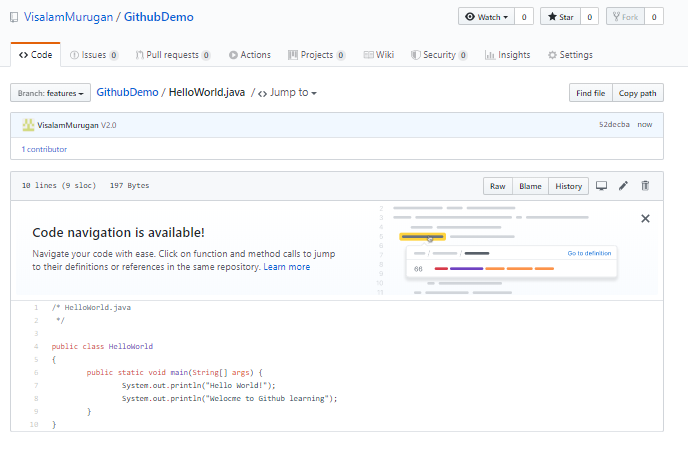 VisalamMurugan / GithubDemo
Watch 0 Star 0 Fork 0
Code Issues 0 Pull requests 0 Actions Projects 0 Wiki Security 0 Insights Settings
Branch: features GithubDemo / HelloWorld.java / <> Jump to Find file Copy path
VisalamMurugan V2.0 52decba now
1 contributor
10 lines (9 sloc) 197 Bytes Raw Blame History
Code navigation is available!
Navigate your code with ease. Click on function and method calls to jump
to their definitions or references in the same repository. Learn more
2
3
4
5
6
7 Go to definition
8 66
9
10
11
1 /* HelloWorld.java
2 */
3
4 public class HelloWorld
5 {
6 public static void main(String[] args) {
7 System.out.println("Hello World!");
8 System.out.println("Welocme to Github learning");
9 }
10 }